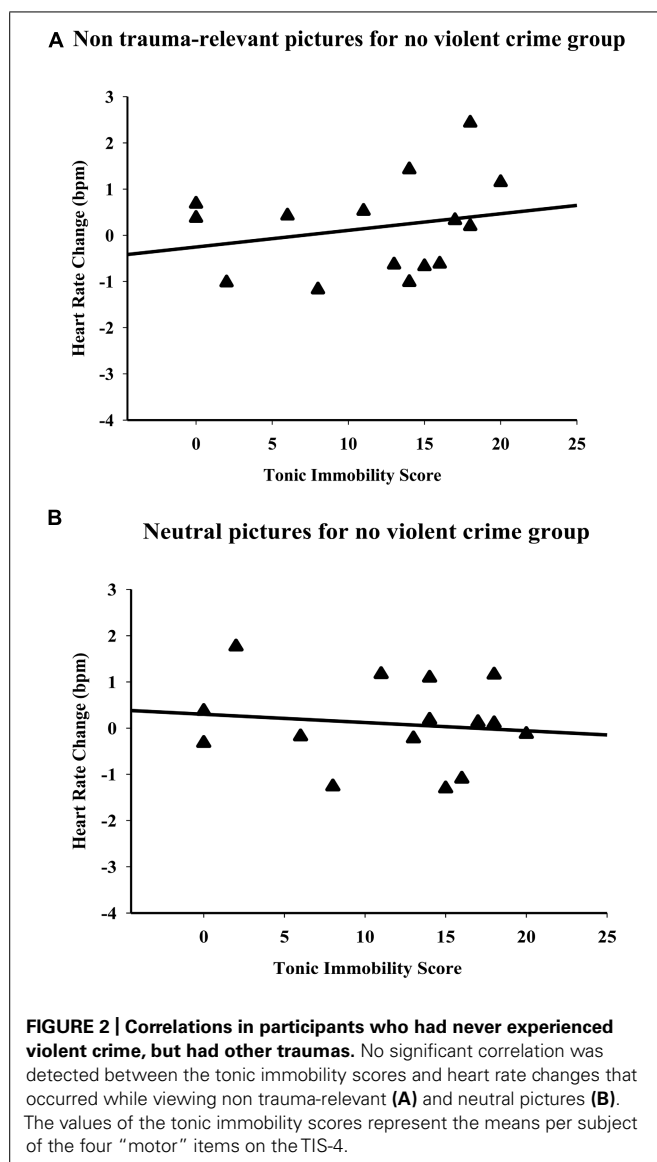 A Non trauma-relevant pictures for no violent crime group
3
2
1
0
-1
-2
-3
-4
Heart Rate Change (bpm)
0 5 10 15 20 25
Tonic Immobility Score
B
Neutral pictures for no violent crime group
3
2
1
0
-1
-2
-3
-4
Heart Rate Change (bpm)
0 5 10 15 20 25
Tonic Immobility Score
FIGURE 2 | Correlations in participants who had never experienced
violent crime, but had other traumas. No significant correlation was
detected between the tonic immobility scores and heart rate changes that
occurred while viewing non trauma-relevant (A) and neutral pictures (B).
The values of the tonic immobility scores represent the means per subject
of the four “motor” items on the TIS-4.